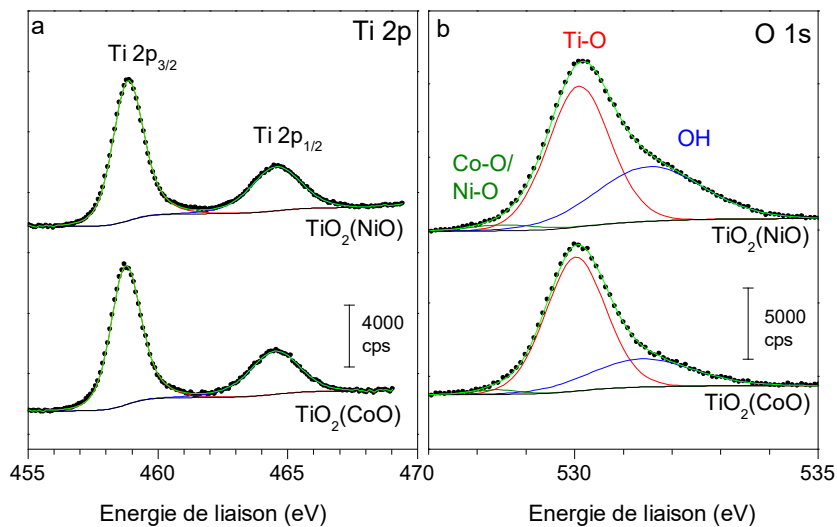 a
Ti 2p
Ti 2p3/2
Ti 2p1/2
TiO2(NiO)
4000
cps
TiO2(CoO)
455 460 465 470
Energie de liaison (eV)
b
O 1s
Ti-O
OH
Co-O/
Ni-O
TiO2(NiO)
5000
cps
TiO2(CoO)
530 535
Energie de liaison (eV)